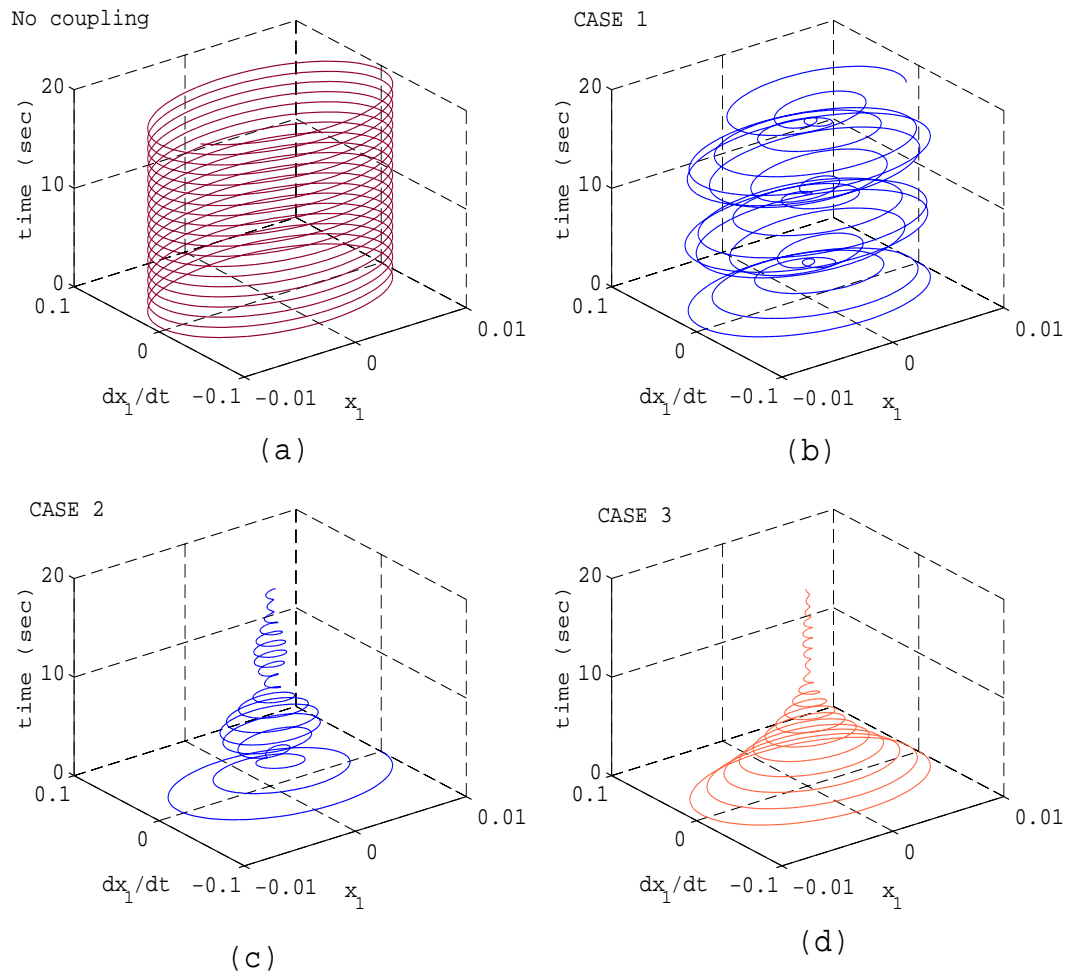 No coupling
CASE 1
time (sec)
20
10
0
0.1
0
-0.1
dx₁/dt
-0.01
0
0.01
x₁
(a)
time (sec)
20
10
0
0.1
0
-0.1
dx₁/dt
-0.01
0
0.01
x₁
(b)
CASE 2
CASE 3
time (sec)
20
10
0
0.1
0
-0.1
dx₁/dt
-0.01
0
0.01
x₁
(c)
time (sec)
20
10
0
0.1
0
-0.1
dx₁/dt
-0.01
0
0.01
x₁
(d)